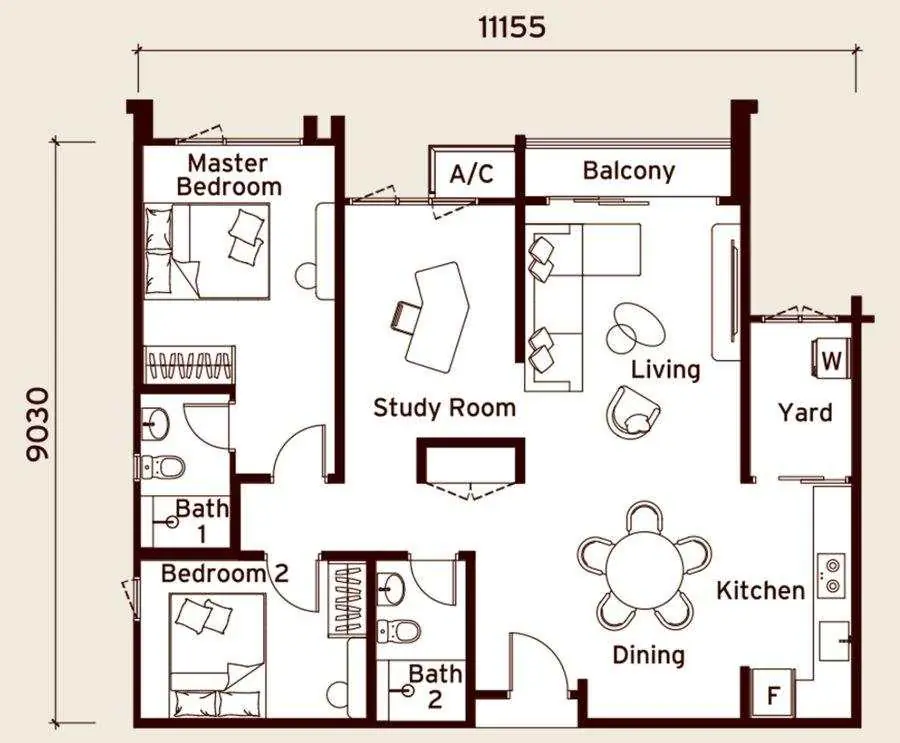 11155
9030
Master
Bedroom
A/C
Balcony
Living
W
Yard
Study Room
Bath
1
Bedroom 2
Kitchen
Dining
Bath
2
F